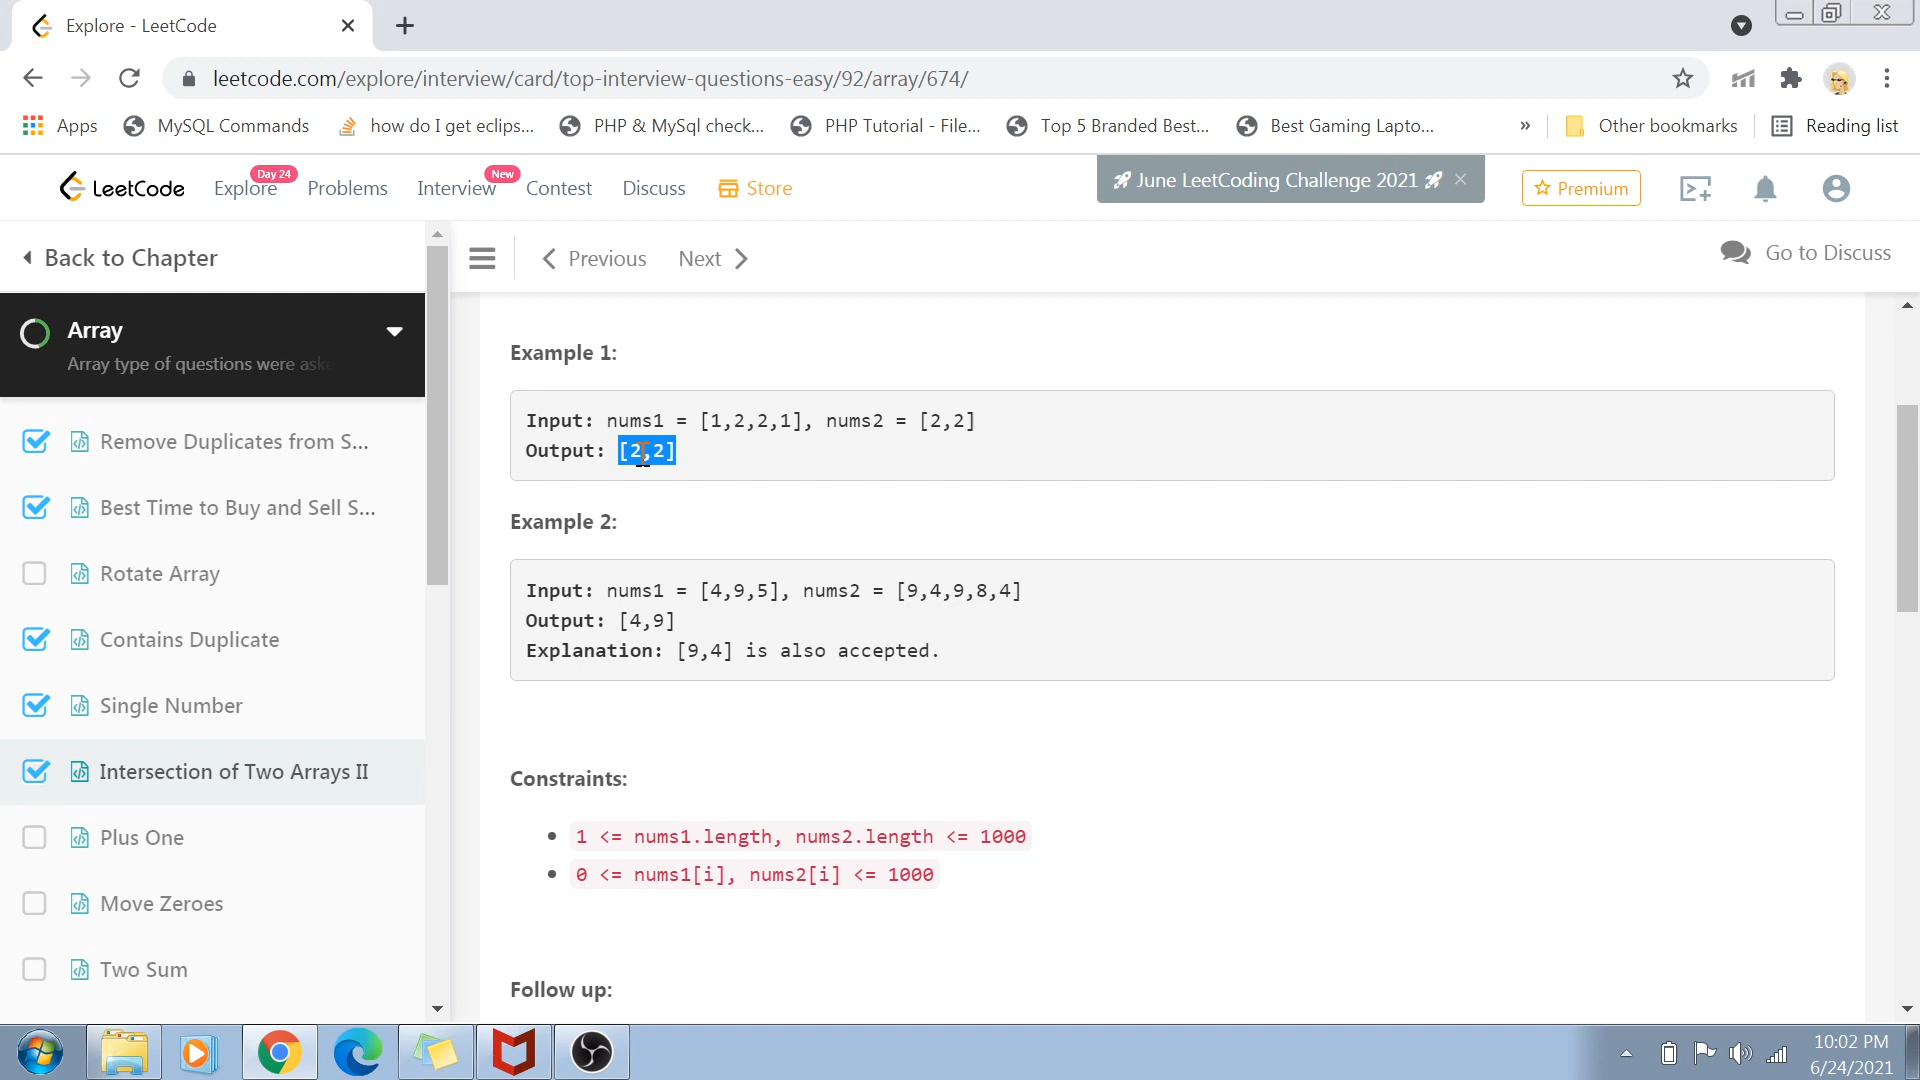 Explore - LeetCode
leetcode.com/explore/interview/card/top-interview-questions-easy/92/array/674/
Apps MySQL Commands how do I get eclips... PHP & MySql check... PHP Tutorial - File... Top 5 Branded Best... Best Gaming Lapto... » Other bookmarks Reading list
LeetCode Explore Day 24 Problems Interview New Contest Discuss Store June LeetCoding Challenge 2021 Premium
Back to Chapter
Previous Next Go to Discuss
Array
Array type of questions were aske
Remove Duplicates from S...
Best Time to Buy and Sell S...
Rotate Array
Contains Duplicate
Single Number
Intersection of Two Arrays II
Plus One
Move Zeroes
Two Sum
Example 1:
Input: nums1 = [1,2,2,1], nums2 = [2,2]
Output: [2,2]
Example 2:
Input: nums1 = [4,9,5], nums2 = [9,4,9,8,4]
Output: [4,9]
Explanation: [9,4] is also accepted.
Constraints:
1 <= nums1.length, nums2.length <= 1000
0 <= nums1[i], nums2[i] <= 1000
Follow up:
10:02 PM
6/24/2021